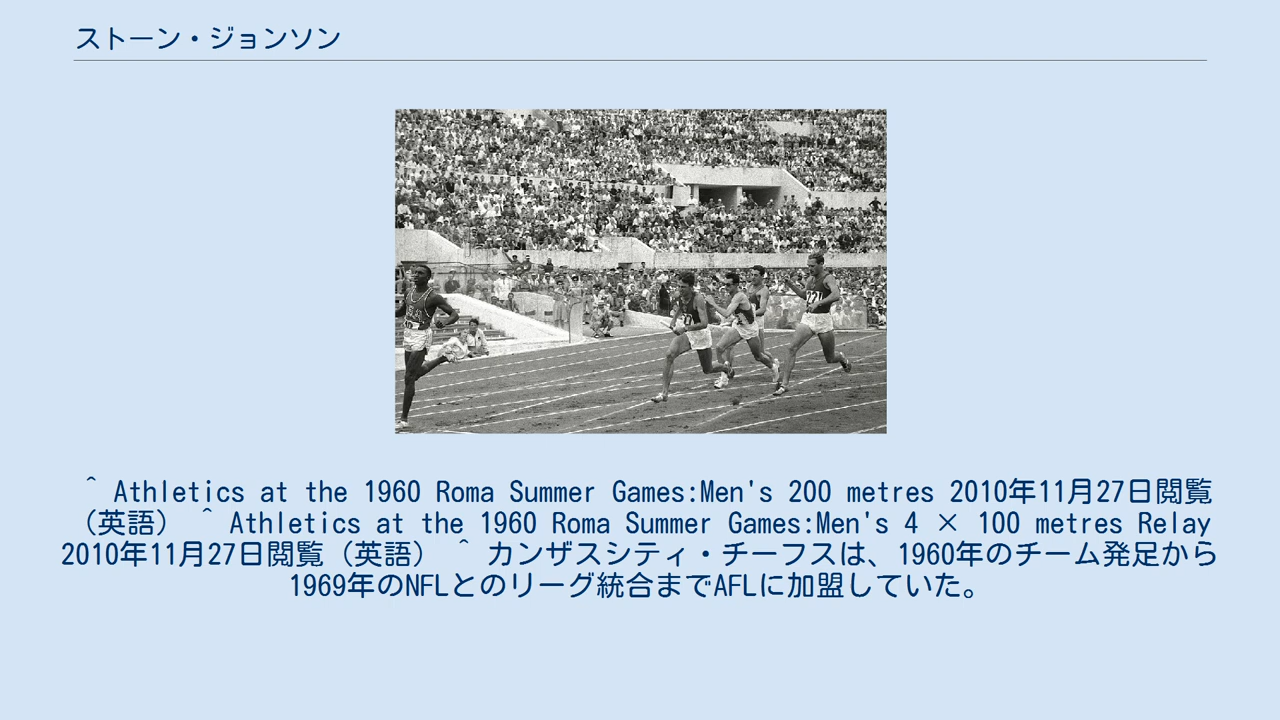 ストーン・ジョンソン
^ Athletics at the 1960 Roma Summer Games:Men's 200 metres 2010年11月27日閲覧
（英語） ^ Athletics at the 1960 Roma Summer Games:Men's 4 × 100 metres Relay
2010年11月27日閲覧（英語） ^ カンザスシティ・チーフスは、1960年のチーム発足から
1969年のNFLとのリーグ統合までAFLに加盟していた。